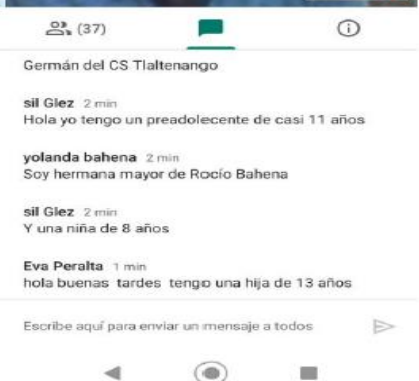 (37)
Germán del CS Tlaltenango
sil Glez 2 min
Hola yo tengo un preadolecente de casi 11 años
yolanda bahena 2 min
Soy hermana mayor de Rocío Bahena
sil Glez 2 min
Y una niña de 8 años
Eva Peralta 1 min
hola buenas tardes tengo una hija de 13 años
Escribe aquí para enviar un mensaje a todos